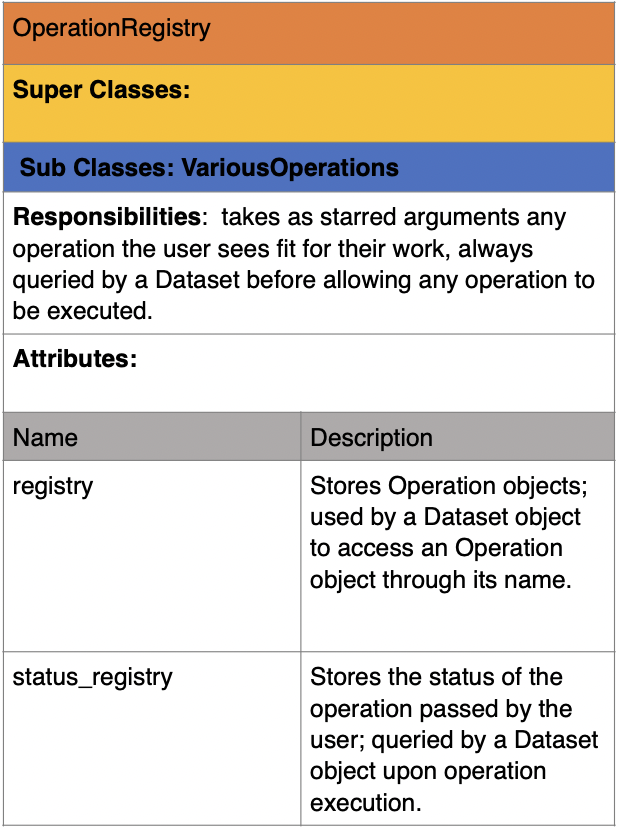 OperationRegistry
Super Classes:
Sub Classes: VariousOperations
Responsibilities:  takes as starred arguments any
operation the user sees fit for their work, always
queried by a Dataset before allowing any operation to
be executed.
Attributes:
Name
Description
registry
Stores Operation objects;
used by a Dataset object
to access an Operation
object through its name.
status_registry
Stores the status of the
operation passed by the
user; queried by a Dataset
object upon operation
execution.